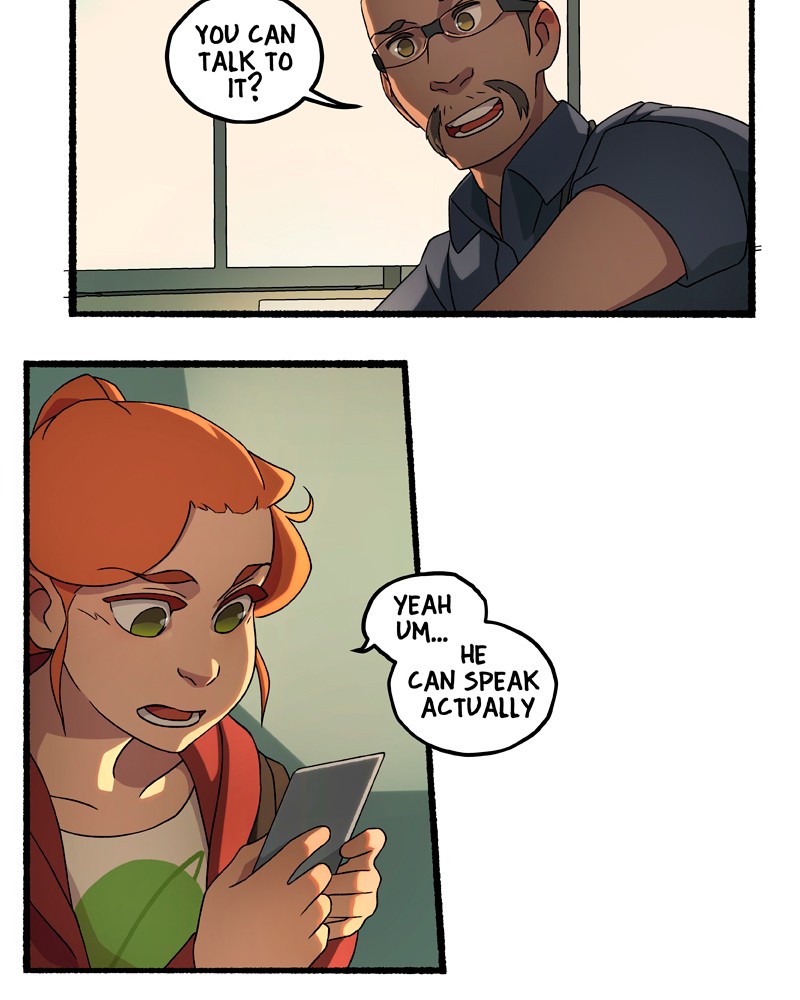 YOU CAN
TALK TO
IT?
YEAH
UM...
HE
CAN SPEAK
ACTUALLY